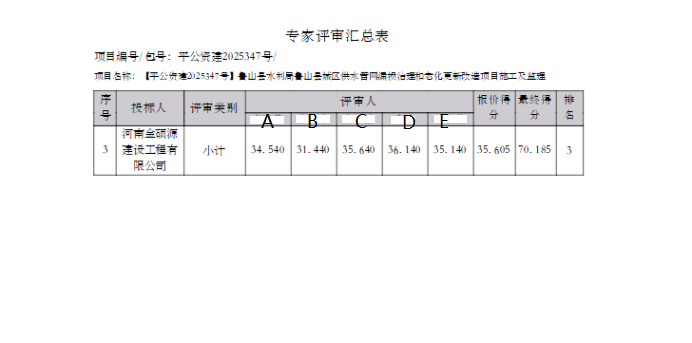 专家评审汇总表
项目编号/包号：平公资建2025347号/
项目名称：【平公资建2025347号】鲁山县水利局鲁山县城区供水管网漏损治理和老化更新改造项目施工及监理
序号 投标人 评审类别 评审人 报价得分 最终得分 排名
A B C D E
3 河南金硕源建设工程有限公司 小计 34.540 31.440 35.640 36.140 35.140 35.605 70.185 3